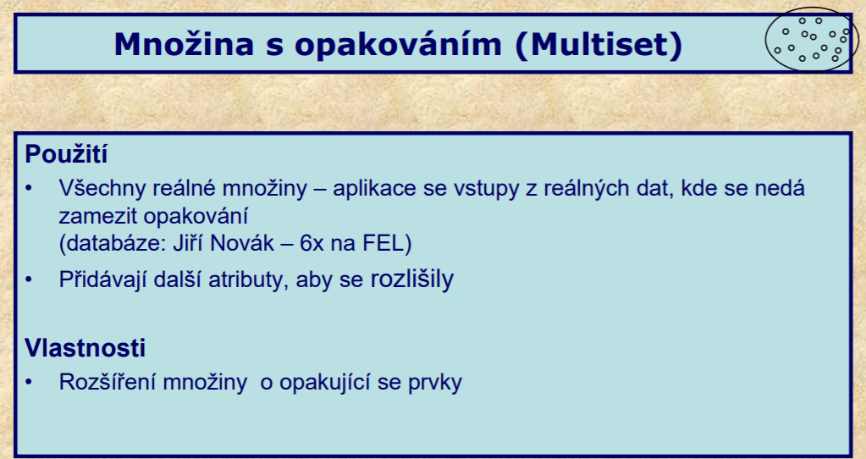 Množina s opakováním (Multiset)
Použití
• Všechny reálné množiny – aplikace se vstupy z reálných dat, kde se nedá
zamezit opakování
(databáze: Jiří Novák – 6x na FEL)
• Přidávají další atributy, aby se rozlišily
Vlastnosti
• Rozšíření množiny o opakující se prvky